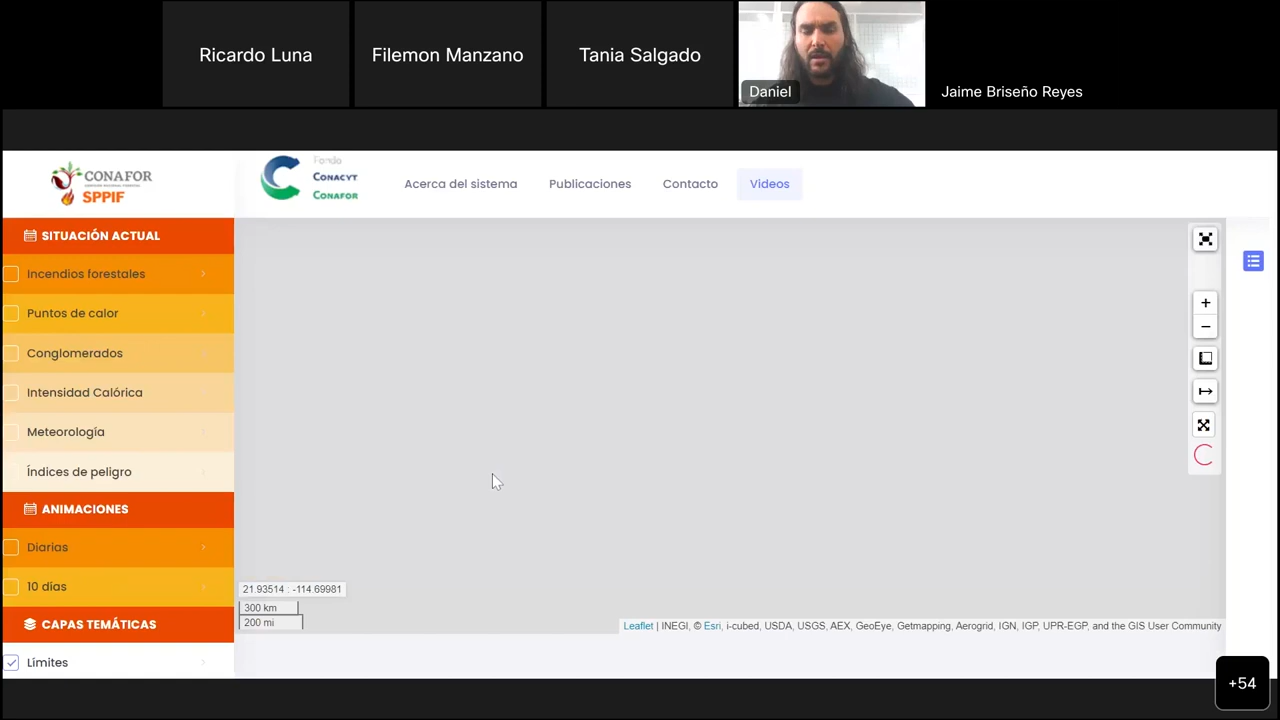 Ricardo Luna
Filemon Manzano
Tania Salgado
Daniel
Jaime Briseño Reyes
CONAFOR
SPPIF
Fondo
CONACYT
CONAFOR
Acerca del sistema
Publicaciones
Contacto
Videos
SITUACIÓN ACTUAL
Incendios forestales
Puntos de calor
Conglomerados
Intensidad Calórica
Meteorología
Índices de peligro
ANIMACIONES
Diarias
10 días
CAPAS TEMÁTICAS
Límites
+
−
21.93514 : -114.69981
300 km
200 mi
Leaflet | INEGI, © Esri, i-cubed, USDA, USGS, AEX, GeoEye, Getmapping, Aerogrid, IGN, IGP, UPR-EGP, and the GIS User Community
+54